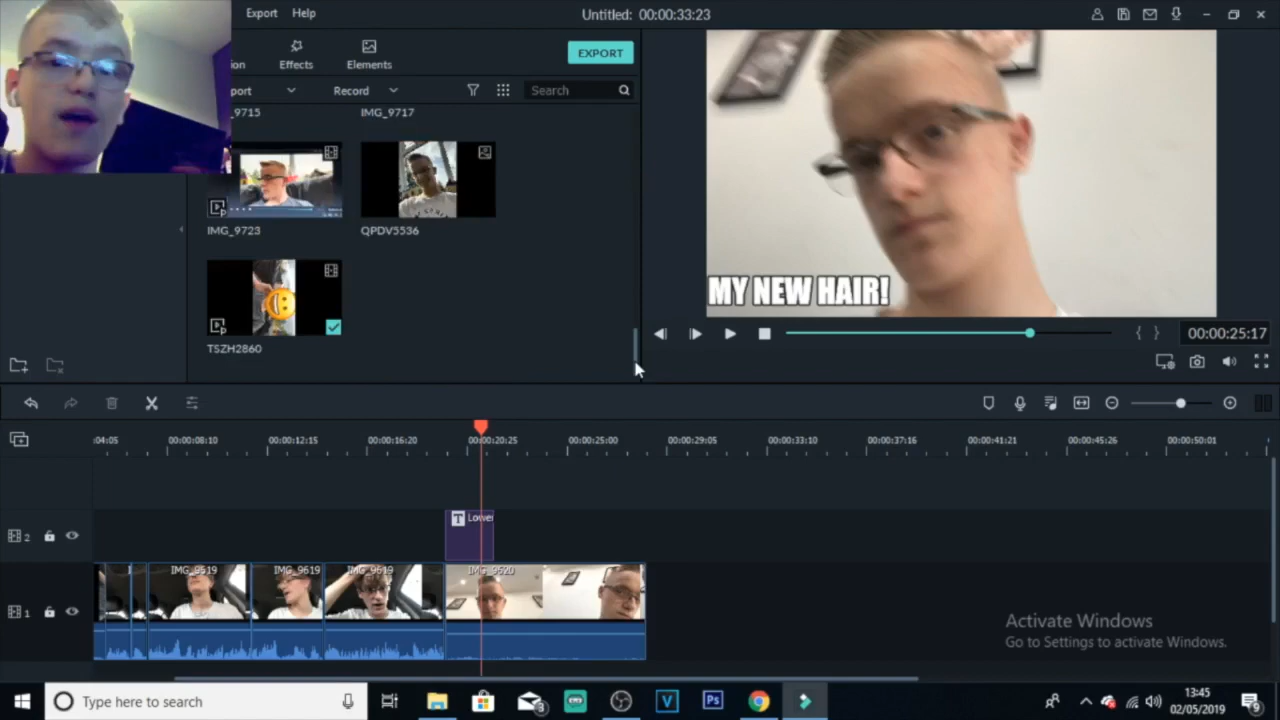 Export Help
Untitled: 00:00:33:23
Effects
Elements
EXPORT
port
Record
Search
_9715
IMG_9717
IMG_9723
QPDV5536
TSZH2860
MY NEW HAIR!
00:00:25:17
:04:05
00:00:08:10
00:00:12:15
00:00:16:20
00:00:20:25
00:00:25:00
00:00:29:05
00:00:33:10
00:00:37:16
00:00:41:21
00:00:45:26
00:00:50:01
2
T Lower
1
IMG_9619
IMG_9619
IMG_9619
IMG_9620
Activate Windows
Go to Settings to activate Windows.
Type here to search
3
V
Ps
13:45
02/05/2019
9